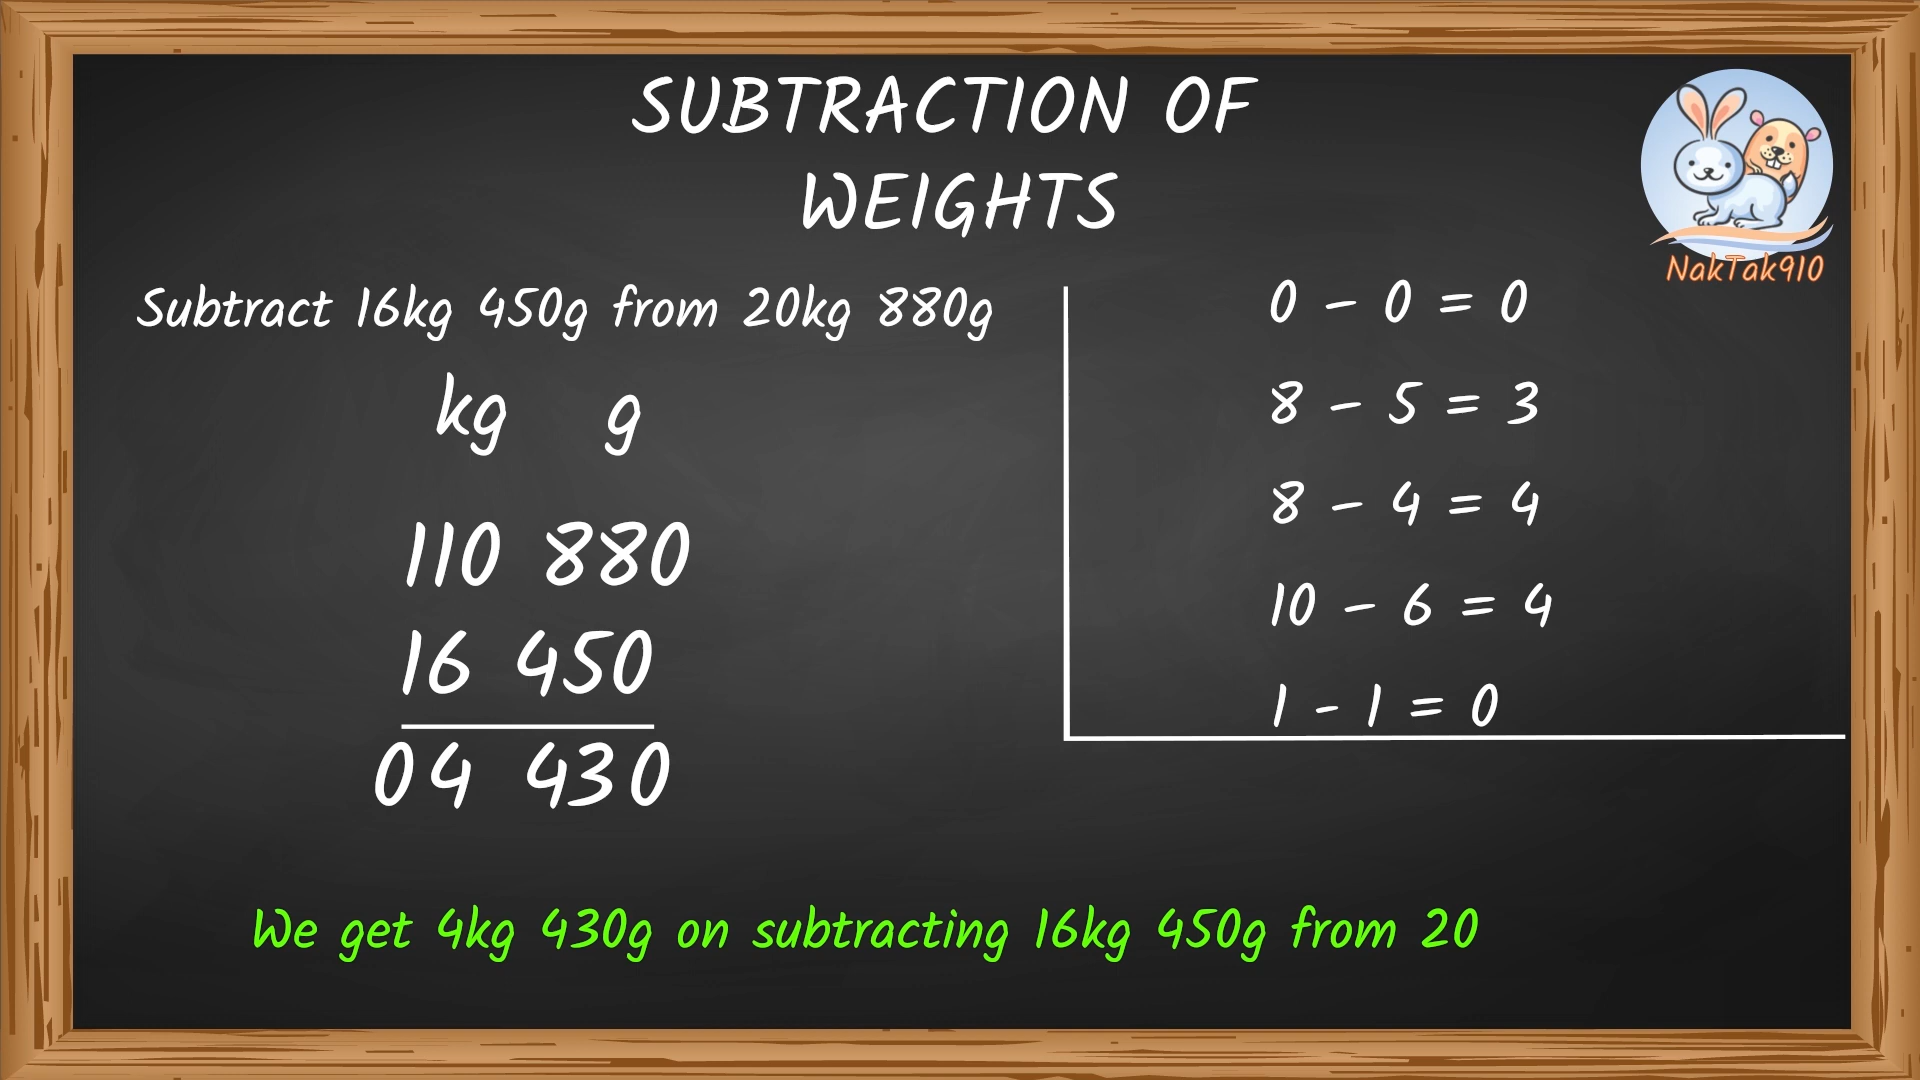 SUBTRACTION OF
WEIGHTS
NakTak910
Subtract 16kg 450g from 20kg 880g
kg g
110 880
16 450
04 430
0 - 0 = 0
8 - 5 = 3
8 - 4 = 4
10 - 6 = 4
1 - 1 = 0
We get 4kg 430g on subtracting 16kg 450g from 20